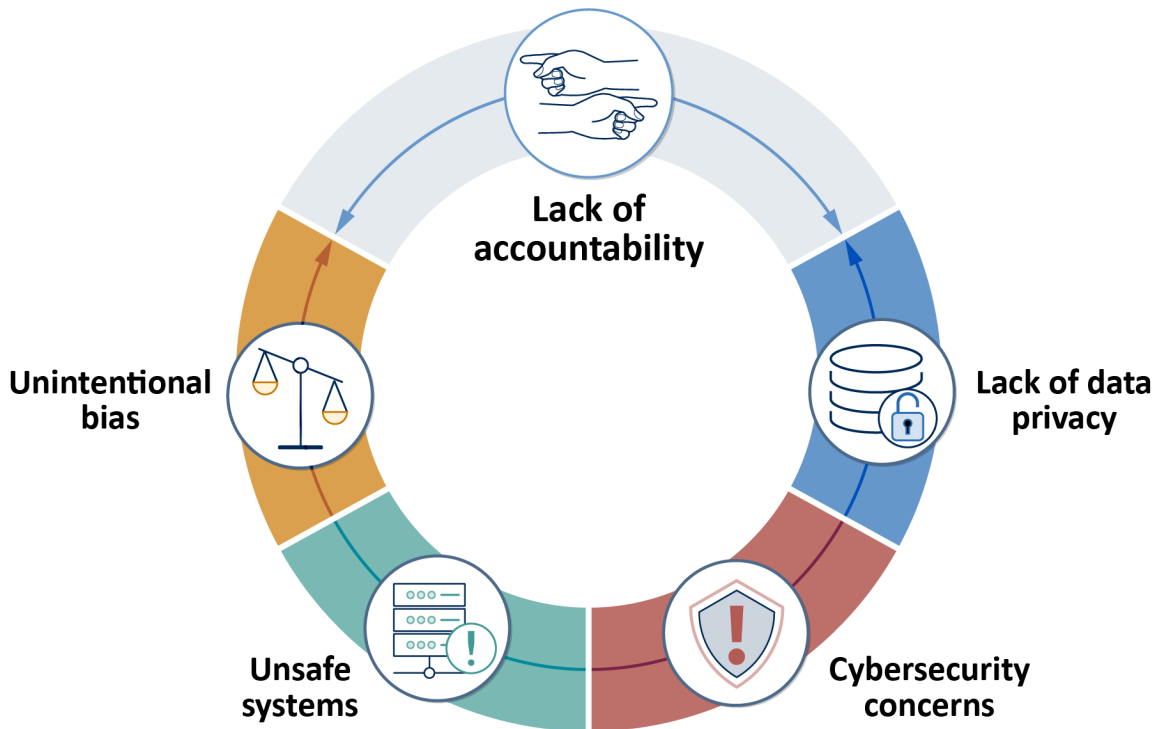 Lack of
accountability
Unintentional
bias
Lack of data
privacy
Unsafe
systems
Cybersecurity
concerns